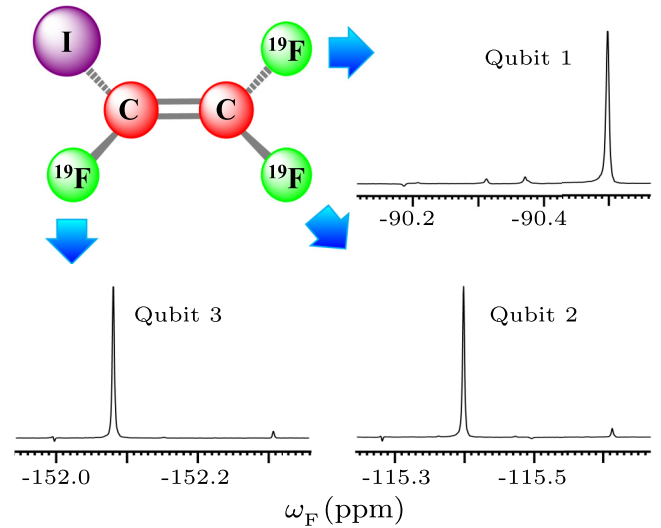 I
¹⁹F
C
C
¹⁹F
¹⁹F
Qubit 1
-90.2
-90.4
Qubit 3
-152.0
-152.2
Qubit 2
-115.3
-115.5
ω_F (ppm)